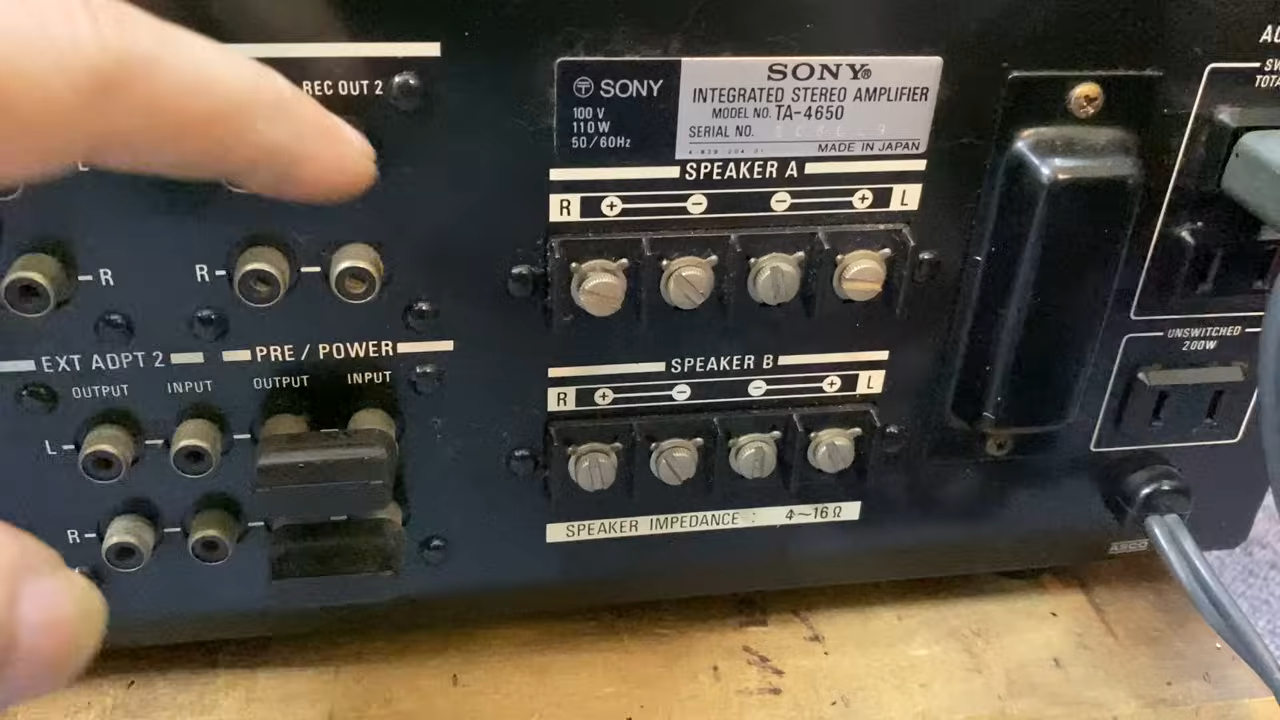 REC OUT 2
SONY
100 V
110 W
50/60Hz
SONY®
INTEGRATED STEREO AMPLIFIER
MODEL NO. TA-4650
SERIAL NO.
MADE IN JAPAN
SPEAKER A
R + − − + L
R
R
EXT ADPT 2
OUTPUT INPUT
PRE / POWER
OUTPUT INPUT
L
R
SPEAKER B
R + − − + L
SPEAKER IMPEDANCE : 4~16Ω
UNSWITCHED
200W
ASCO